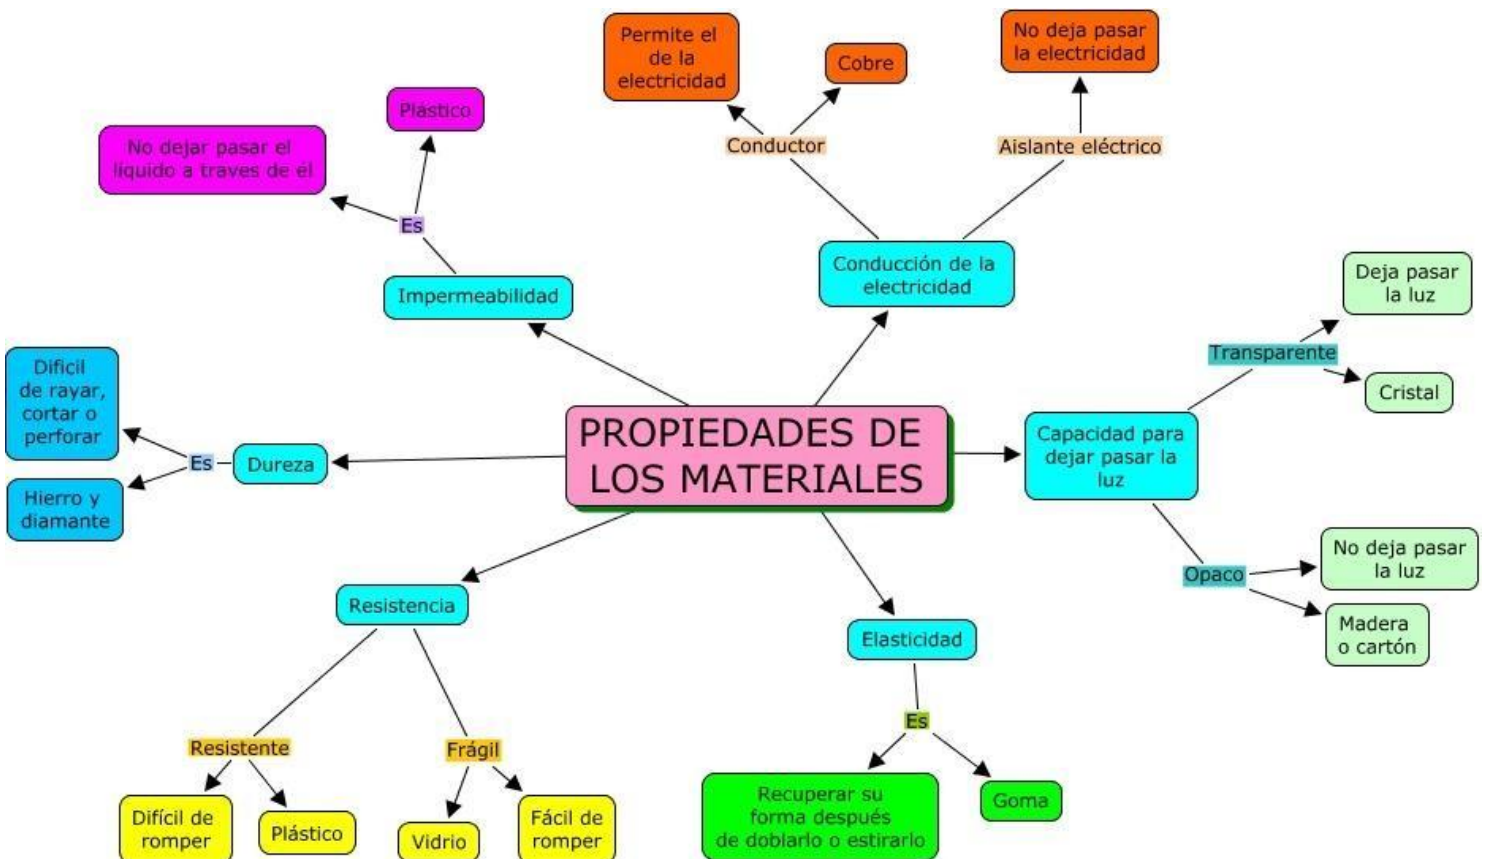 Permite el
de la
electricidad
Cobre
No deja pasar
la electricidad
Conductor
Aislante eléctrico
Plástico
No dejar pasar el
liquido a traves de él
Es
Impermeabilidad
Conducción de la
electricidad
Deja pasar
la luz
Transparente
Cristal
Dificil
de rayar,
cortar o
perforar
Es
Dureza
Hierro y
diamante
PROPIEDADES DE
LOS MATERIALES
Capacidad para
dejar pasar la
luz
No deja pasar
la luz
Opaco
Madera
o cartón
Resistencia
Elasticidad
Resistente
Frágil
Es
Difícil de
romper
Plástico
Vidrio
Fácil de
romper
Recuperar su
forma después
de doblarlo o estirarlo
Goma